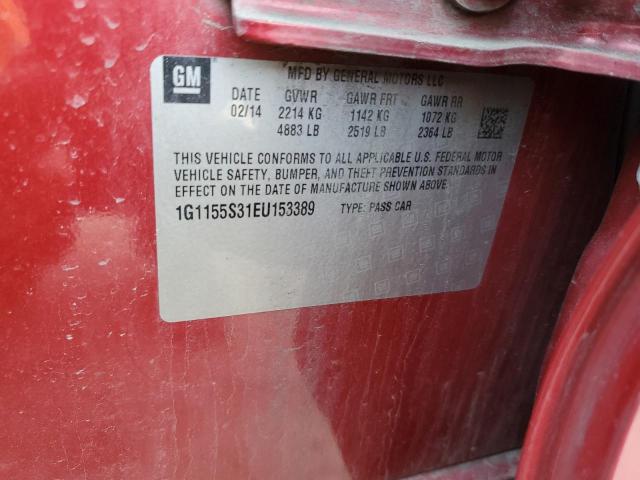 GM
MFD BY GENERAL MOTORS LLC
DATE GVWR GAWR FRT GAWR RR
02/14 2214 KG 1142 KG 1072 KG
4883 LB 2519 LB 2364 LB
THIS VEHICLE CONFORMS TO ALL APPLICABLE U.S. FEDERAL MOTOR
VEHICLE SAFETY, BUMPER, AND THEFT PREVENTION STANDARDS IN
EFFECT ON THE DATE OF MANUFACTURE SHOWN ABOVE.
1G1155S31EU153389 TYPE: PASS CAR